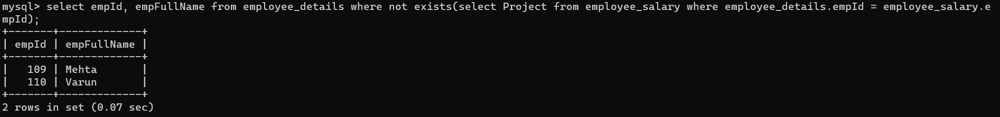 mysql> select empId, empFullName from employee_details where not exists(select Project from employee_salary where employee_details.empId = employee_salary.e
mpId);
+-------+-------------+
| empId | empFullName |
+-------+-------------+
|   109 | Mehta       |
|   110 | Varun       |
+-------+-------------+
2 rows in set (0.07 sec)